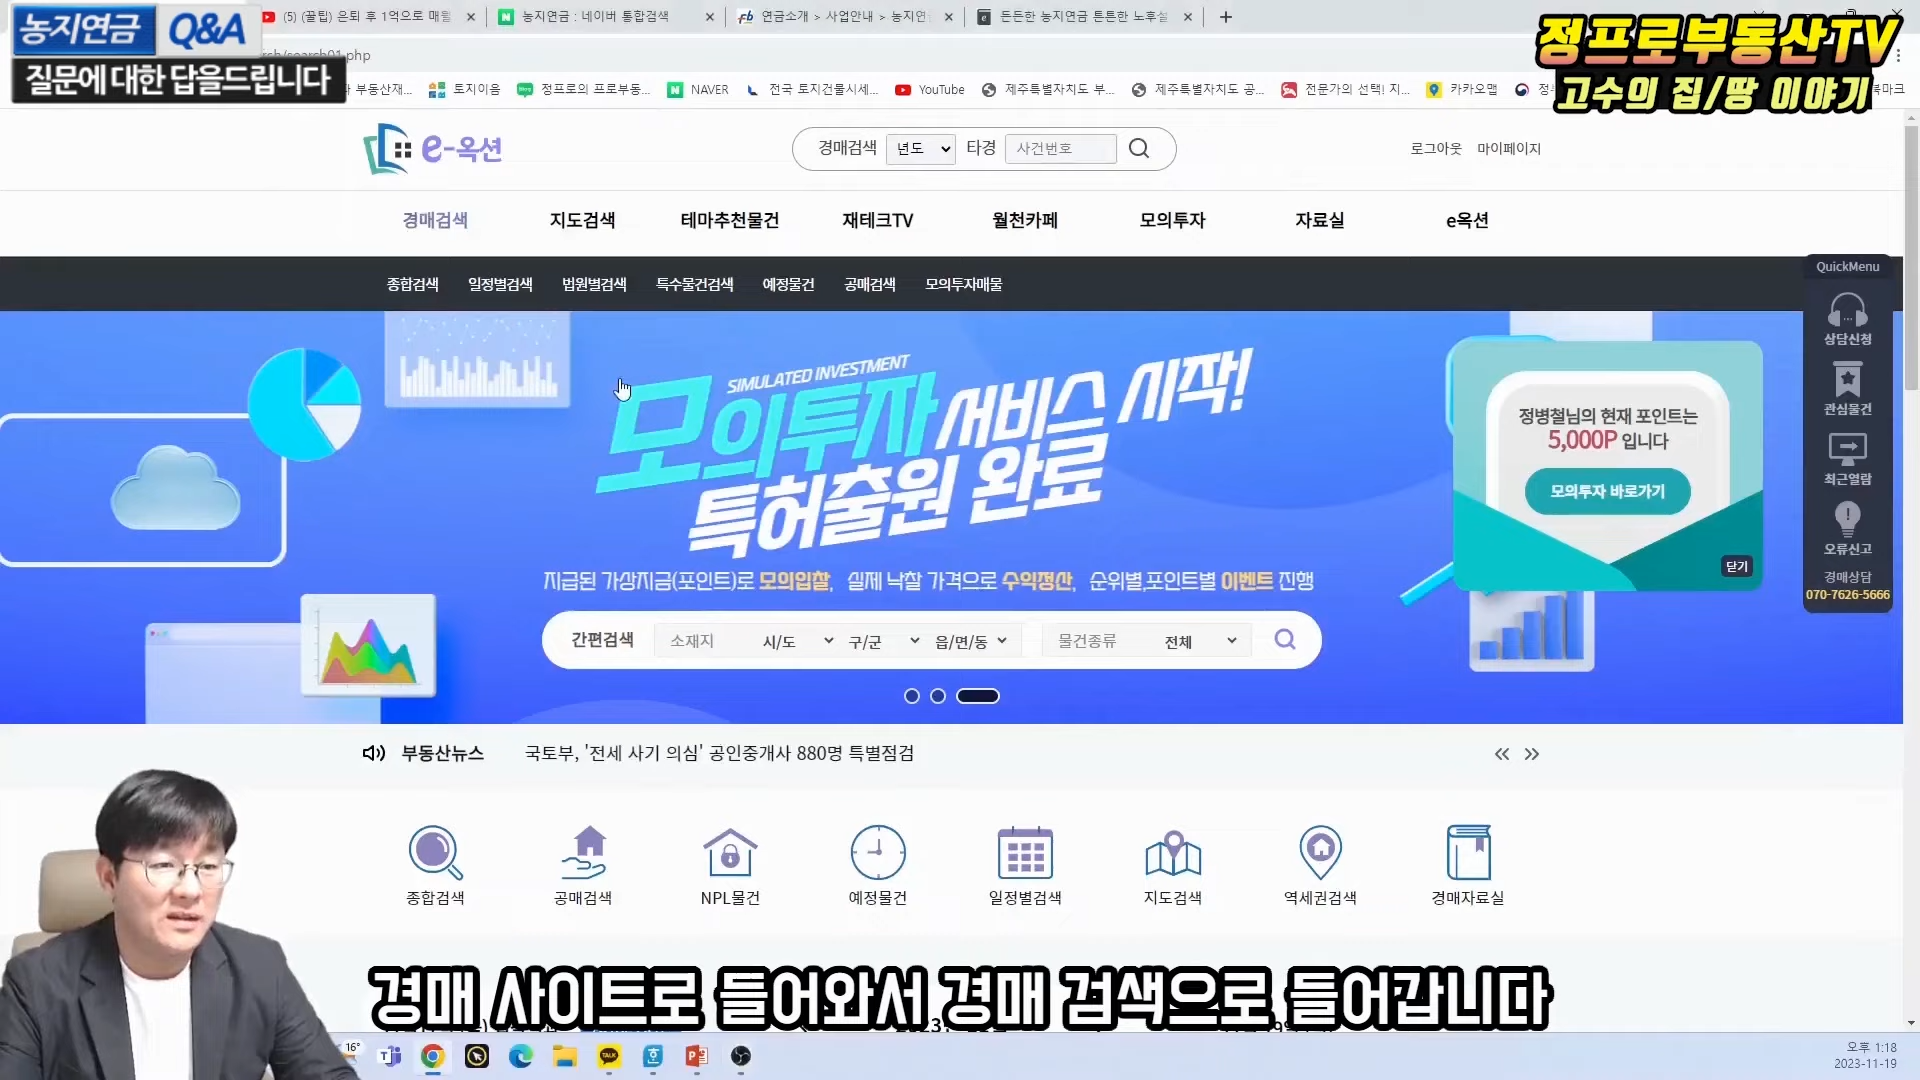 농지연금 Q&A
질문에 대한 답을드립니다
(5) (꿀팁) 은퇴 후 1억으로 매월
농지연금 : 네이버 통합검색
연금소개 > 사업안내 > 농지연
든든한 농지연금 튼튼한 노후설
정프로부동산TV
고수의 집/땅 이야기
부동산재...
토지이음
정프로의 프로부동...
NAVER
전국 토지건물시세...
YouTube
제주특별자치도 부...
제주특별자치도 공...
전문가의 선택! 지...
카카오맵
e-옥션
경매검색 년도 타경 사건번호
로그아웃 마이페이지
경매검색 지도검색 테마추천물건 재테크TV 월천카페 모의투자 자료실 e옥션
종합검색 일정별검색 법원별검색 특수물건검색 예정물건 공매검색 모의투자매물
QuickMenu
상담신청
관심물건
최근열람
오류신고
경매상담
070-7626-5666
SIMULATED INVESTMENT
모의투자 서비스 시작!
특허출원 완료
지급된 가상지금(포인트)로 모의입찰, 실제 낙찰 가격으로 수익정산, 순위별,포인트별 이벤트 진행
정병철님의 현재 포인트는
5,000P 입니다
모의투자 바로가기
닫기
간편검색 소재지 시/도 구/군 읍/면/동 물건종류 전체
부동산뉴스 국토부, '전세 사기 의심' 공인중개사 880명 특별점검
종합검색 공매검색 NPL물건 예정물건 일정별검색 지도검색 역세권검색 경매자료실
경매 사이트로 들어와서 경매 검색으로 들어갑니다
16°
오후 1:18
2023-11-19